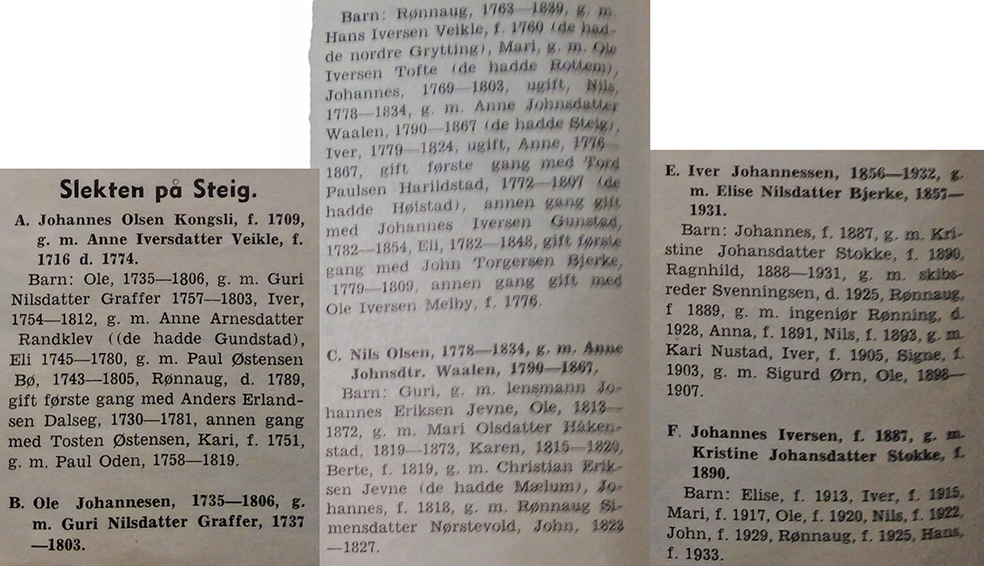 Slekten på Steig.
A. Johannes Olsen Kongsli, f. 1709,
g. m. Anne Iversdatter Veikle, f.
1716 d. 1774.
Barn: Ole, 1735—1806, g. m. Guri
Nilsdatter Graffer 1757—1803, Iver,
1754—1812, g. m. Anne Arnesdatter
Randklev ((de hadde Gundstad),
Eli 1745—1780, g. m. Paul Østensen
Bø, 1743—1805, Rønnaug, d. 1789,
gift første gang med Anders Erland-
sen Dalseg, 1730—1781, annen gang
med Tosten Østensen, Kari, f. 1751,
g. m. Paul Oden, 1758—1819.
B. Ole Johannesen, 1735—1806, g.
m. Guri Nilsdatter Graffer, 1737
—1803.
Barn: Rønnaug, 1763—1839, g. m.
Hans Iversen Veikle, f. 1760 (de had-
de nordre Grytting), Mari, g. m. Ole
Iversen Tofte (de hadde Rottem),
Johannes, 1769—1803, ugift, Nils,
1778—1834, g. m. Anne Johnsdatter
Waalen, 1790—1867 (de hadde Steig),
Iver, 1779—1824, ugift, Anne, 1776—
1867, gift første gang med Tord
Paulsen Harildstad, 1772—1807 (de
hadde Høistad), annen gang gift
med Johannes Iversen Gunstad,
1782—1854, Eli, 1782—1848, gift første
gang med John Torgersen Bjerke,
1779—1809, annen gang gift med
Ole Iversen Melby, f. 1776.
C. Nils Olsen, 1778—1834, g. m. Anne
Johnsdtr. Waalen, 1790—1867.
Barn: Guri, g. m. lensmann Jo-
hannes Eriksen Jevne, Ole, 1813—
1872, g. m. Mari Olsdatter Håken-
stad, 1819—1873, Karen, 1815—1820,
Berte, f. 1819, g. m. Christian Erik-
sen Jevne (de hadde Mælum), Jo-
hannes, f. 1818, g. m. Rønnaug Si-
mensdatter Nørstevold, John, 1823
—1827.
E. Iver Johannessen, 1856—1932, g.
m. Elise Nilsdatter Bjerke, 1857—
1931.
Barn: Johannes, f. 1887, g. m. Kri-
stine Johansdatter Stokke, f. 1890,
Ragnhild, 1888—1931, g. m. skibs-
reder Svenningsen, d. 1925, Rønnaug,
f 1889, g. m. ingeniør Rønning, d.
1928, Anna, f. 1891, Nils, f. 1893, g. m.
Kari Nustad, Iver, f. 1905, Signe, f.
1903, g. m. Sigurd Ørn, Ole, 1898—
1907.
F. Johannes Iversen, f. 1887, g. m.
Kristine Johansdatter Stokke, f.
1890.
Barn: Elise, f. 1913, Iver, f. 1915,
Mari, f. 1917, Ole, f. 1920, Nils, f. 1922,
John, f. 1929, Rønnaug, f. 1925, Hans,
f. 1933.